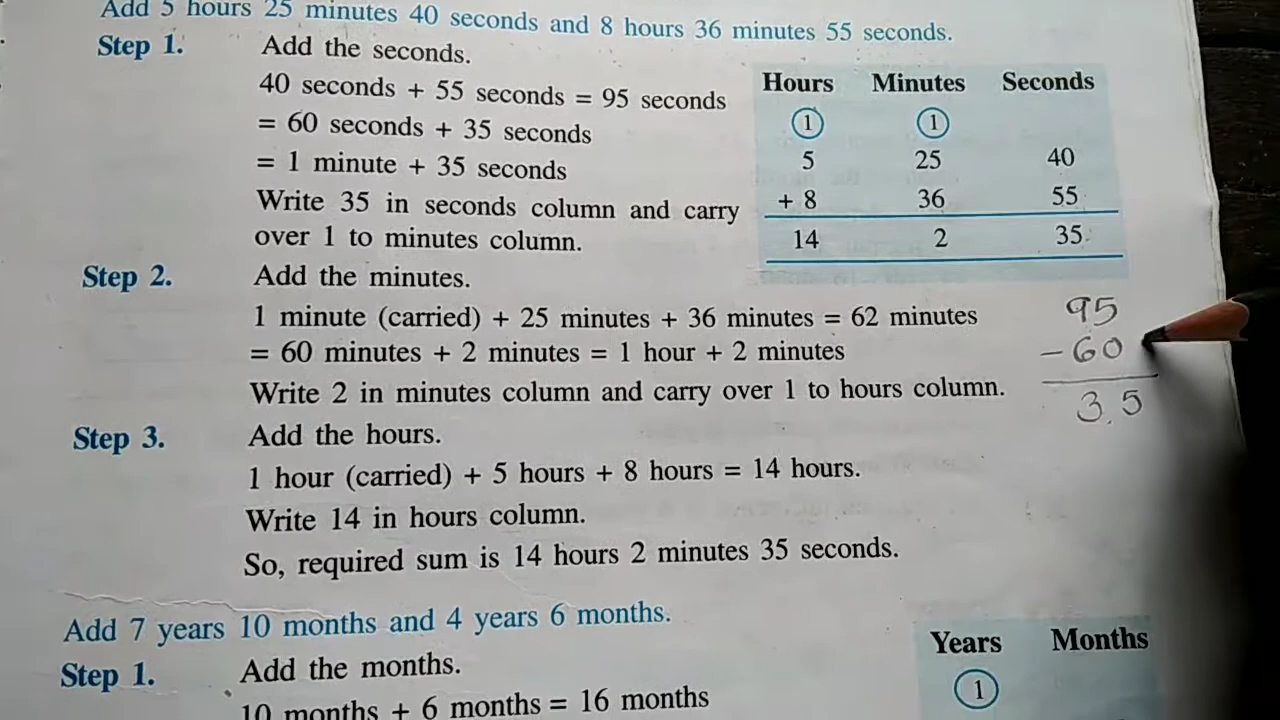 Add 5 hours 25 minutes 40 seconds and 8 hours 36 minutes 55 seconds.
Step 1. Add the seconds.
40 seconds + 55 seconds = 95 seconds
= 60 seconds + 35 seconds
= 1 minute + 35 seconds
Write 35 in seconds column and carry
over 1 to minutes column.
Hours Minutes Seconds
1 1
5 25 40
+ 8 36 55
14 2 35
Step 2. Add the minutes.
1 minute (carried) + 25 minutes + 36 minutes = 62 minutes
= 60 minutes + 2 minutes = 1 hour + 2 minutes
Write 2 in minutes column and carry over 1 to hours column.
95
- 60
35
Step 3. Add the hours.
1 hour (carried) + 5 hours + 8 hours = 14 hours.
Write 14 in hours column.
So, required sum is 14 hours 2 minutes 35 seconds.
Add 7 years 10 months and 4 years 6 months.
Step 1. Add the months.
10 months + 6 months = 16 months
Years Months
1